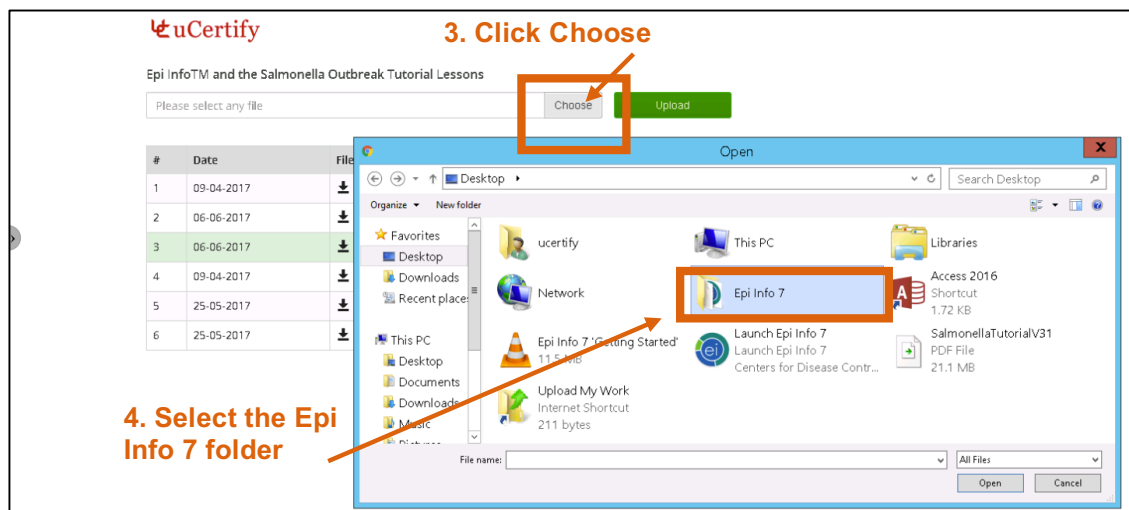 uCertify
3. Click Choose
Epi InfoTM and the Salmonella Outbreak Tutorial Lessons
Please select any file
Choose
Upload
# Date File
1 09-04-2017
2 06-06-2017
3 06-06-2017
4 09-04-2017
5 25-05-2017
6 25-05-2017
Open
X
Desktop
Search Desktop
Organize
New folder
Favorites
Desktop
Downloads
Recent place
This PC
Desktop
Documents
Downloads
Music
ucertify
This PC
Libraries
Network
Epi Info 7
Access 2016
Shortcut
1.72 KB
Epi Info 7 'Getting Started'
11.5 MB
Launch Epi Info 7
Launch Epi Info 7
Centers for Disease Contr...
SalmonellaTutorialV31
PDF File
21.1 MB
Upload My Work
Internet Shortcut
211 bytes
4. Select the Epi
Info 7 folder
File name:
All Files
Open
Cancel